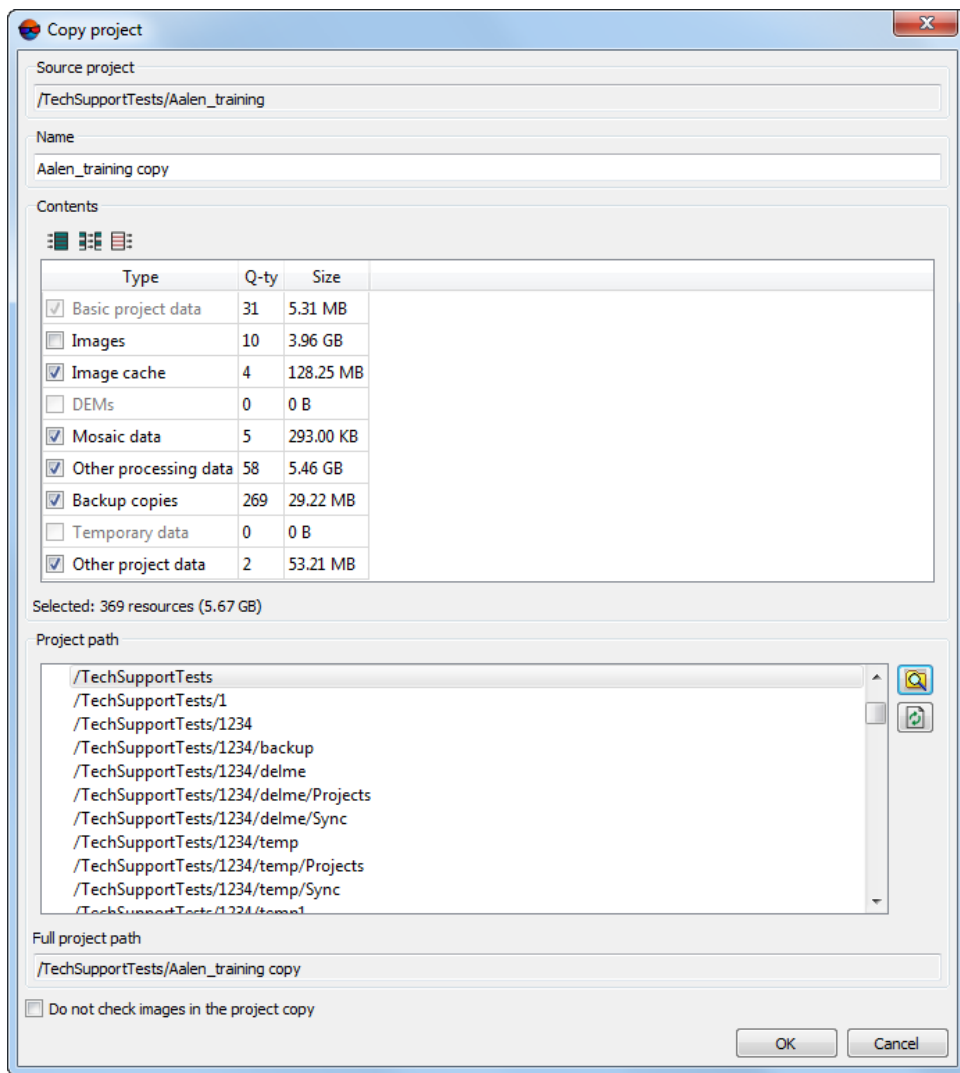 Copy project
Source project
/TechSupportTests/Aalen_training
Name
Aalen_training copy
Contents
Type Q-ty Size
Basic project data 31 5.31 MB
Images 10 3.96 GB
Image cache 4 128.25 MB
DEMs 0 0 B
Mosaic data 5 293.00 KB
Other processing data 58 5.46 GB
Backup copies 269 29.22 MB
Temporary data 0 0 B
Other project data 2 53.21 MB
Selected: 369 resources (5.67 GB)
Project path
/TechSupportTests
/TechSupportTests/1
/TechSupportTests/1234
/TechSupportTests/1234/backup
/TechSupportTests/1234/delme
/TechSupportTests/1234/delme/Projects
/TechSupportTests/1234/delme/Sync
/TechSupportTests/1234/temp
/TechSupportTests/1234/temp/Projects
/TechSupportTests/1234/temp/Sync
/TechSupportTests/1234/temp1
Full project path
/TechSupportTests/Aalen_training copy
Do not check images in the project copy
OK Cancel